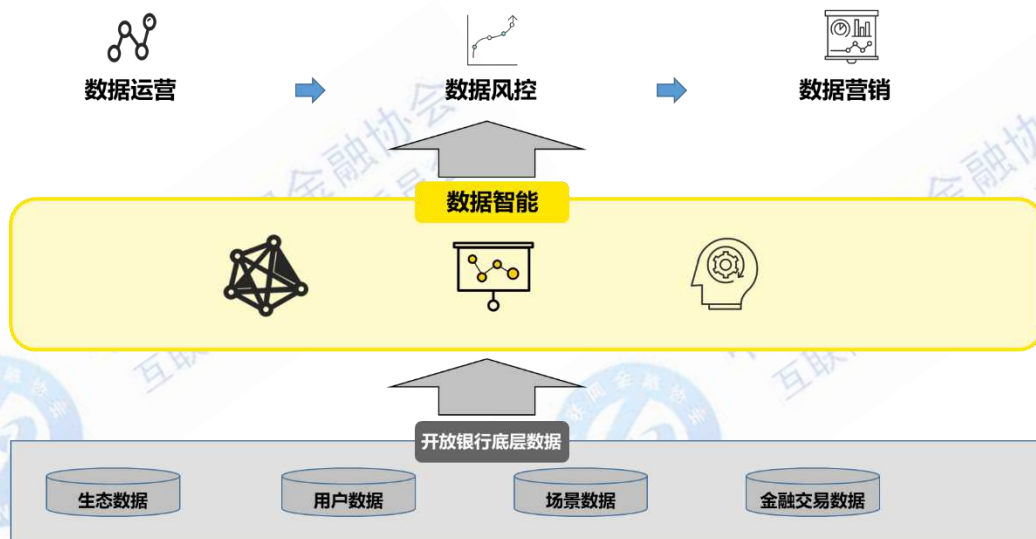 数据运营
数据风控
数据营销
数据智能
开放银行底层数据
生态数据
用户数据
场景数据
金融交易数据